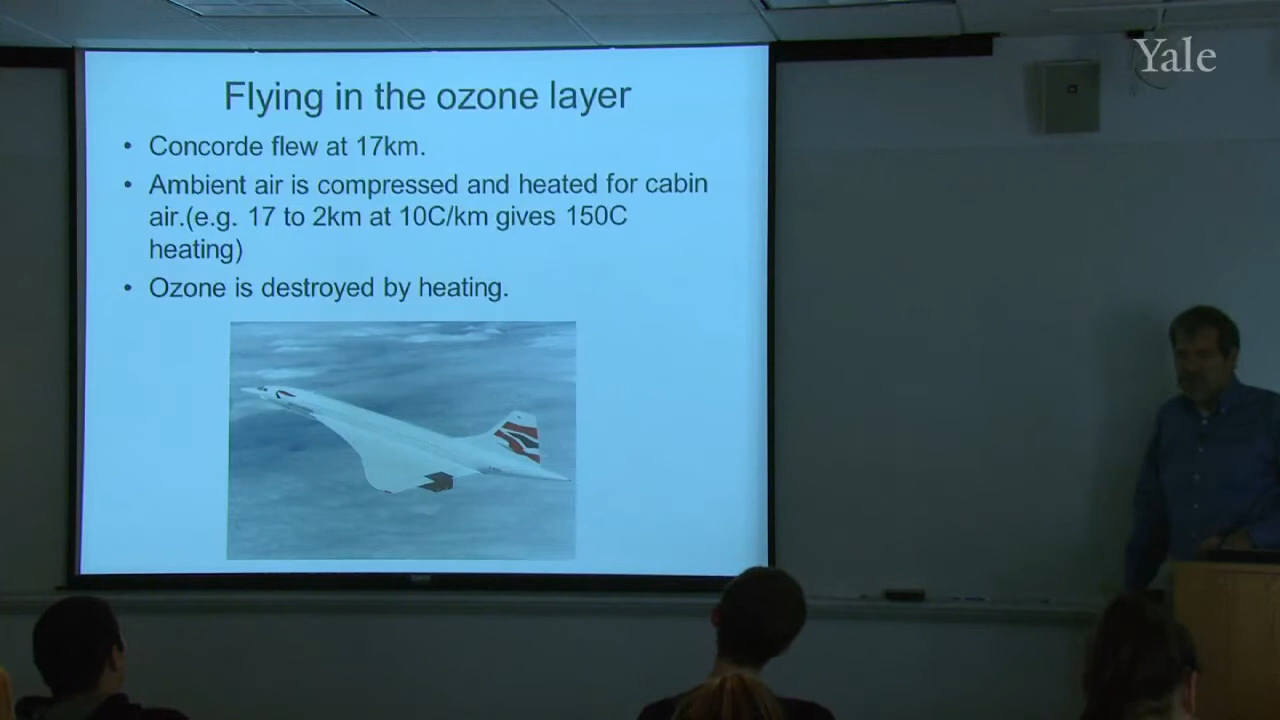 Yale
Flying in the ozone layer
• Concorde flew at 17km.
• Ambient air is compressed and heated for cabin
air.(e.g. 17 to 2km at 10C/km gives 150C
heating)
• Ozone is destroyed by heating.